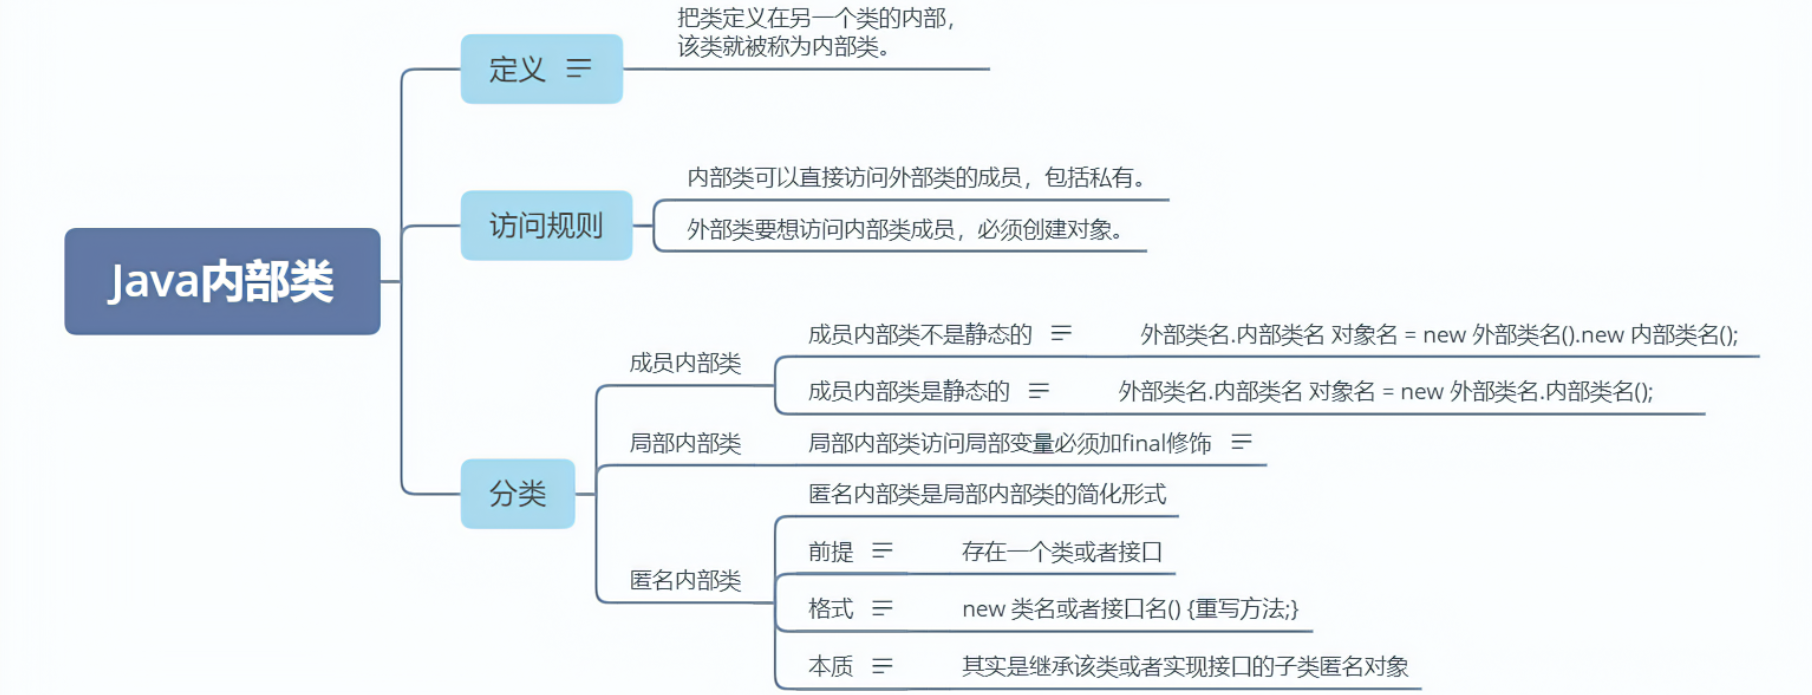 把类定义在另一个类的内部，
该类就被称为内部类。
定义
内部类可以直接访问外部类的成员，包括私有。
访问规则
外部类要想访问内部类成员，必须创建对象。
Java内部类
成员内部类不是静态的 外部类名.内部类名 对象名 = new 外部类名().new 内部类名();
成员内部类
成员内部类是静态的 外部类名.内部类名 对象名 = new 外部类名.内部类名();
局部内部类 局部内部类访问局部变量必须加final修饰
分类
匿名内部类是局部内部类的简化形式
前提 存在一个类或者接口
匿名内部类
格式 new 类名或者接口名() {重写方法;}
本质 其实是继承该类或者实现接口的子类匿名对象